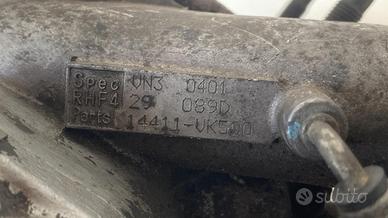 Spec VN3 0401
RHF4 29 089D
Parts 14411-VK500
subito